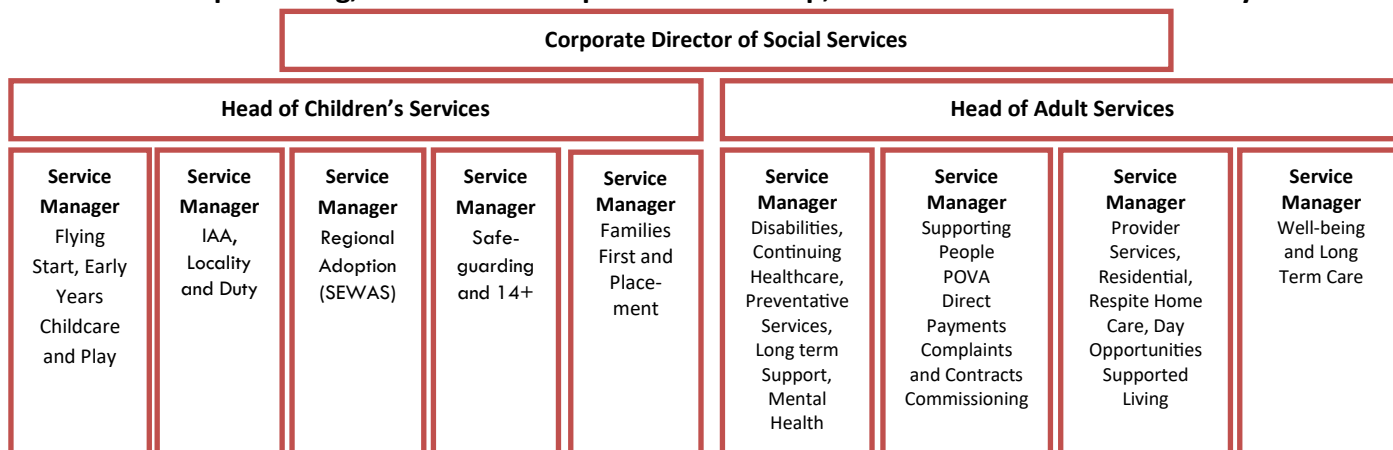 Corporate Director of Social Services
Head of Children’s Services
Head of Adult Services
Service
Manager
Flying
Start, Early
Years
Childcare
and Play
Service
Manager
IAA,
Locality
and Duty
Service
Manager
Regional
Adoption
(SEWAS)
Service
Manager
Safe-
guarding
and 14+
Service
Manager
Families
First and
Place-
ment
Service
Manager
Disabilities,
Continuing
Healthcare,
Preventative
Services,
Long term
Support,
Mental
Health
Service
Manager
Supporting
People
POVA
Direct
Payments
Complaints
and Contracts
Commissioning
Service
Manager
Provider
Services,
Residential,
Respite Home
Care, Day
Opportunities
Supported
Living
Service
Manager
Well-being
and Long
Term Care